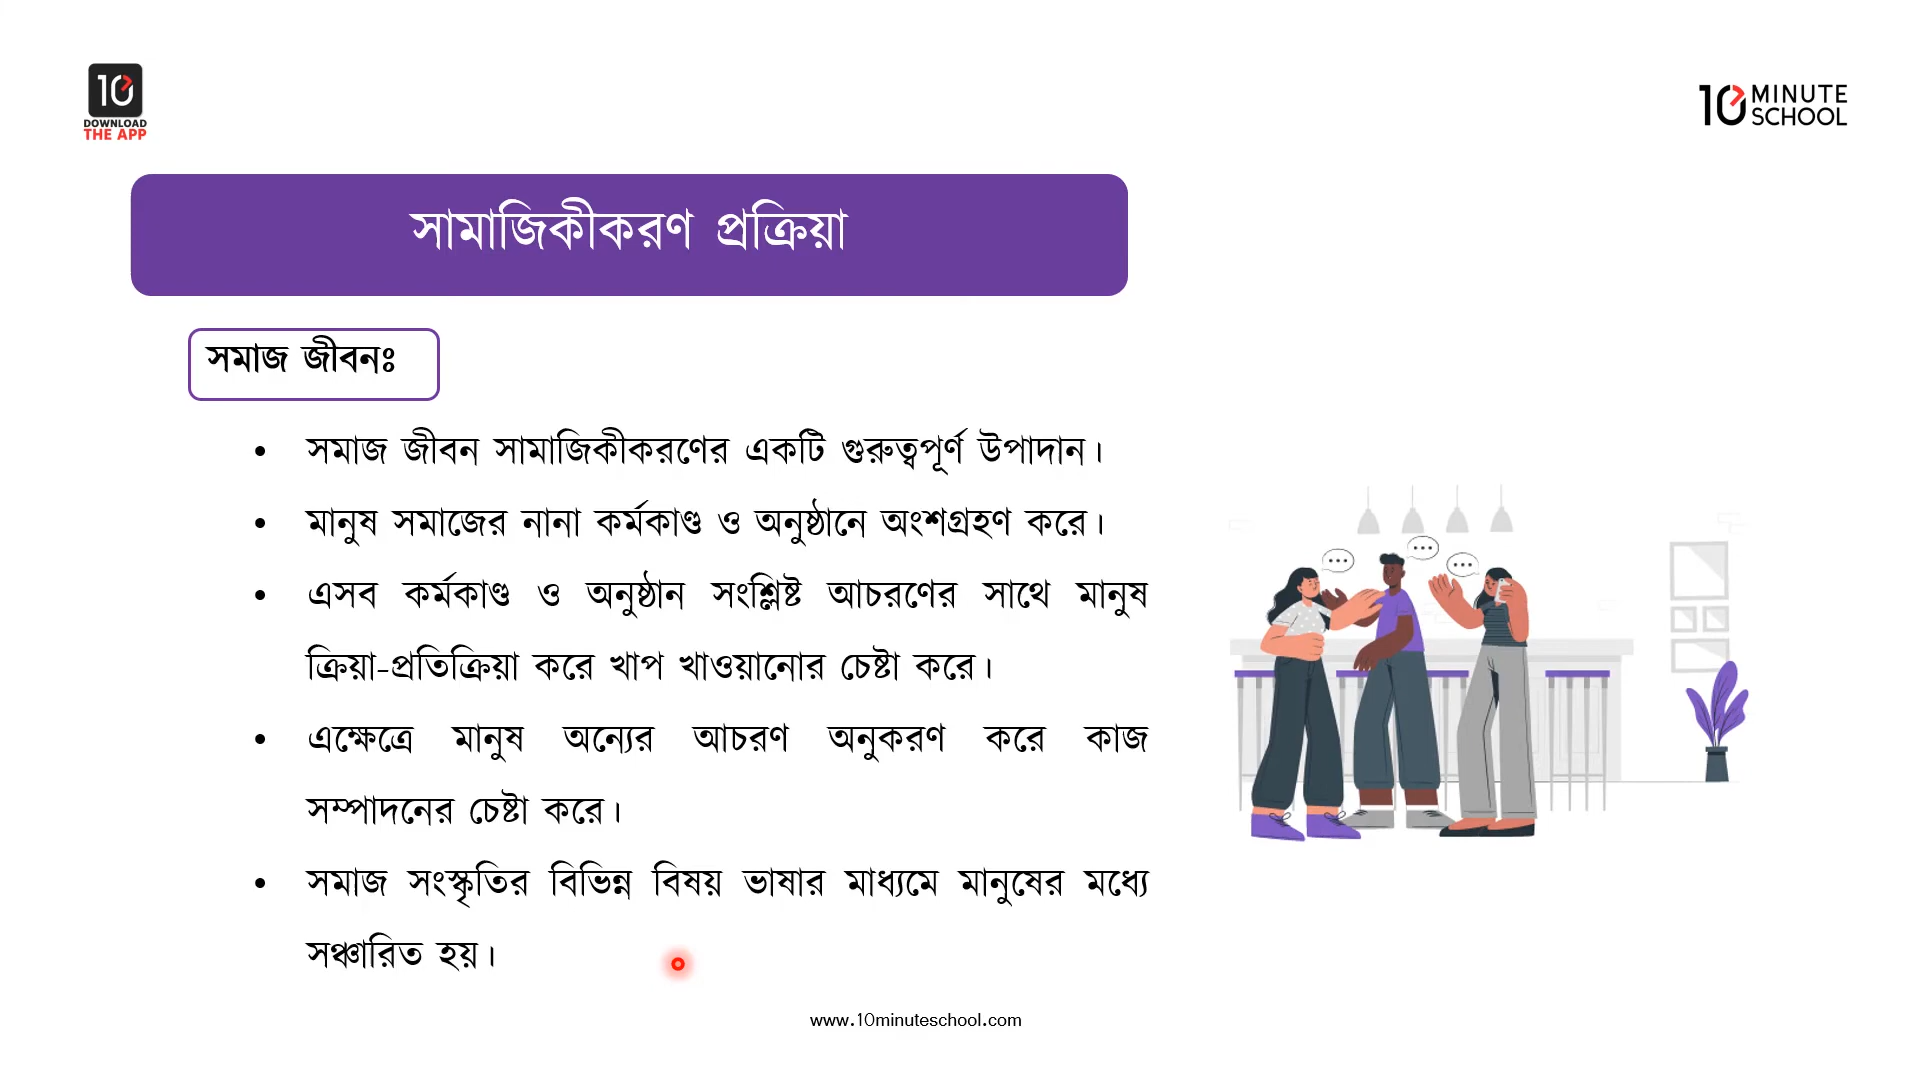 10
DOWNLOAD
THE APP
10 MINUTE
SCHOOL
সামাজিকীকরণ প্রক্রিয়া
সমাজ জীবনঃ
• সমাজ জীবন সামাজিকীকরণের একটি গুরুত্বপূর্ণ উপাদান।
• মানুষ সমাজের নানা কর্মকাণ্ড ও অনুষ্ঠানে অংশগ্রহণ করে।
• এসব কর্মকাণ্ড ও অনুষ্ঠান সংশ্লিষ্ট আচরণের সাথে মানুষ
ক্রিয়া-প্রতিক্রিয়া করে খাপ খাওয়ানোর চেষ্টা করে।
• এক্ষেত্রে মানুষ অন্যের আচরণ অনুকরণ করে কাজ
সম্পাদনের চেষ্টা করে।
• সমাজ সংস্কৃতির বিভিন্ন বিষয় ভাষার মাধ্যমে মানুষের মধ্যে
সঞ্চারিত হয়।
www.10minuteschool.com